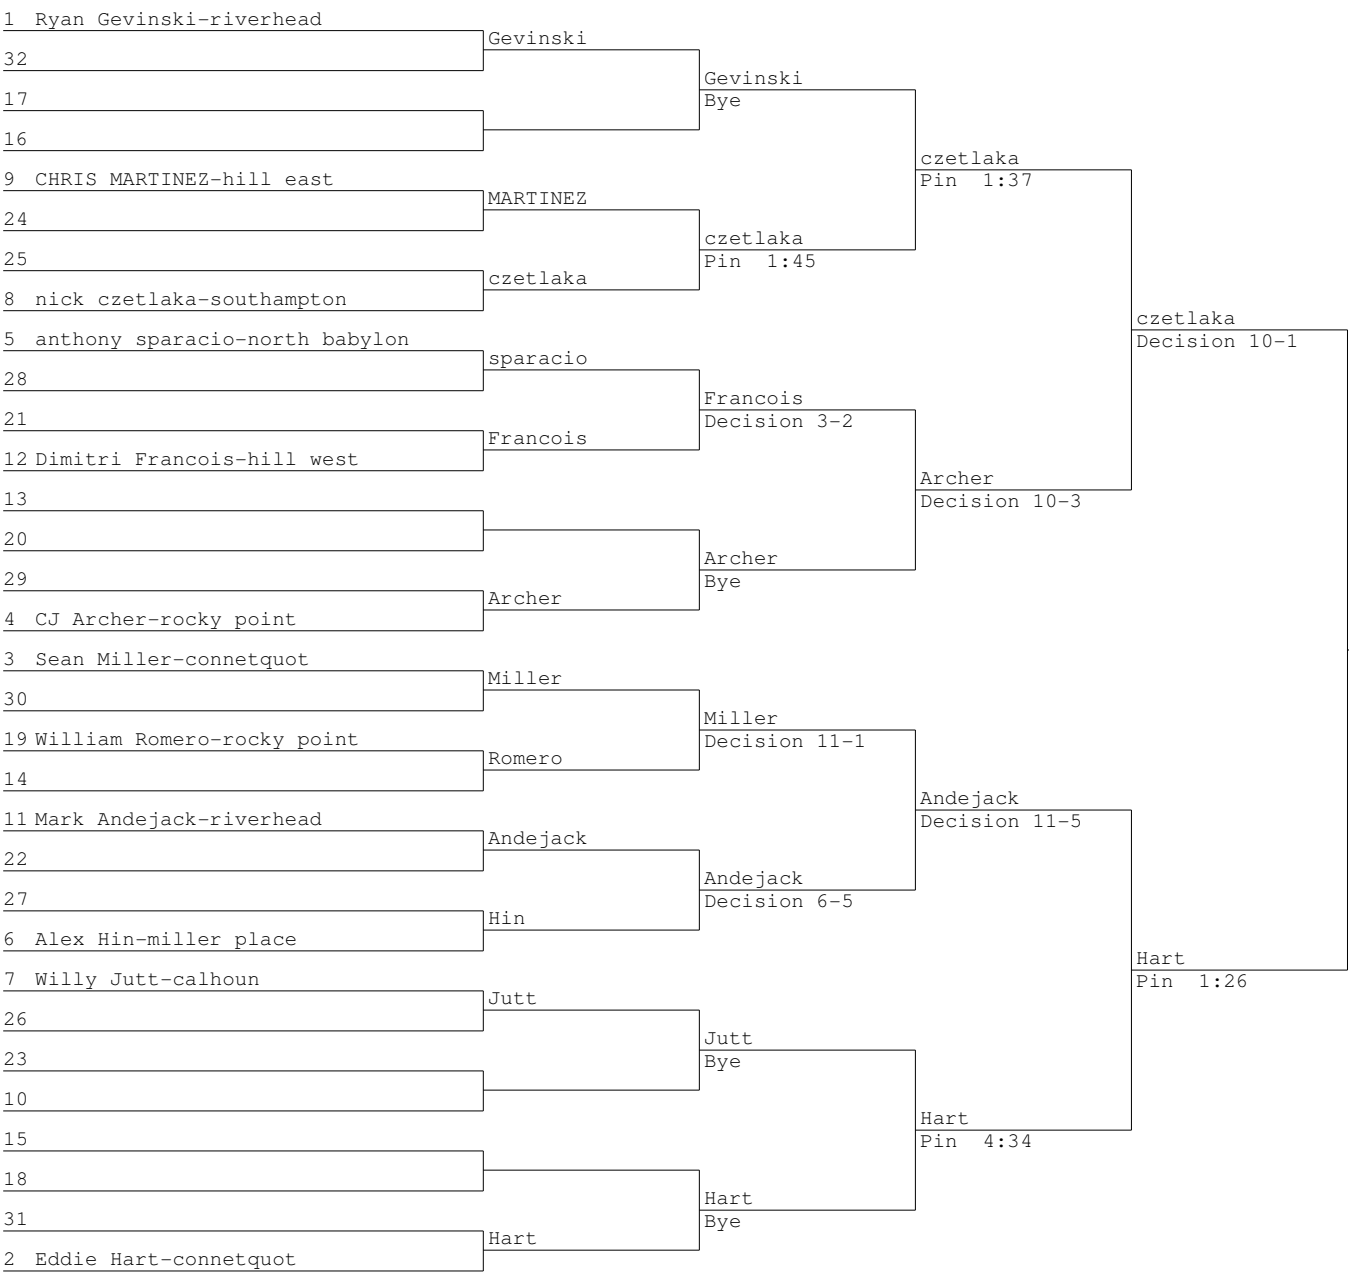 1 Ryan Gevinski-riverhead
Gevinski
32
Gevinski
17
Bye
16
czetlaka
9 CHRIS MARTINEZ-hill east
Pin 1:37
MARTINEZ
24
czetlaka
25
Pin 1:45
czetlaka
8 nick czetlaka-southampton
czetlaka
5 anthony sparacio-north babylon
Decision 10-1
sparacio
28
Francois
21
Decision 3-2
Francois
12 Dimitri Francois-hill west
Archer
13
Decision 10-3
20
Archer
29
Bye
Archer
4 CJ Archer-rocky point
3 Sean Miller-connetquot
Miller
30
Miller
19 William Romero-rocky point
Decision 11-1
Romero
14
Andejack
11 Mark Andejack-riverhead
Decision 11-5
Andejack
22
Andejack
27
Decision 6-5
Hin
6 Alex Hin-miller place
Hart
7 Willy Jutt-calhoun
Pin 1:26
Jutt
26
Jutt
23
Bye
10
Hart
15
Pin 4:34
18
Hart
31
Bye
Hart
2 Eddie Hart-connetquot